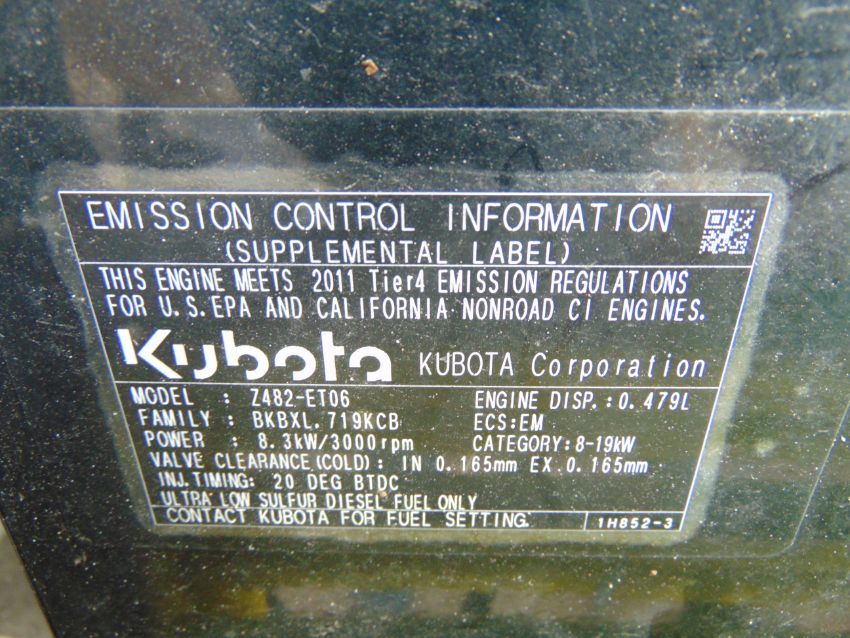 EMISSION CONTROL INFORMATION
(SUPPLEMENTAL LABEL)
THIS ENGINE MEETS 2011 Tier4 EMISSION REGULATIONS
FOR U.S.EPA AND CALIFORNIA NONROAD CI ENGINES.
Kubota KUBOTA Corporation
MODEL : Z482-ET06 ENGINE DISP.:0.479L
FAMILY : BKBXL.719KCB ECS:EM
POWER : 8.3kW/3000rpm CATEGORY:8-19kW
VALVE CLEARANCE(COLD): IN 0.165mm EX 0.165mm
INJ.TIMING: 20 DEG BTDC
ULTRA LOW SULFUR DIESEL FUEL ONLY
CONTACT KUBOTA FOR FUEL SETTING. 1H852-3